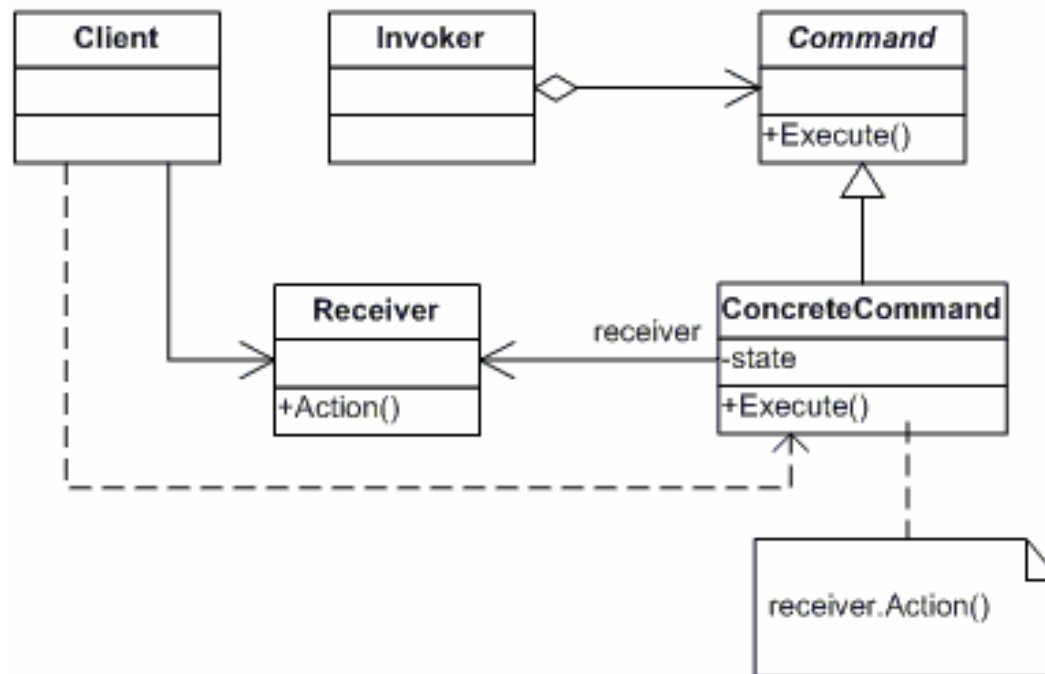 Client
Invoker
Command
+Execute()
Receiver
+Action()
receiver
ConcreteCommand
-state
+Execute()
receiver.Action()